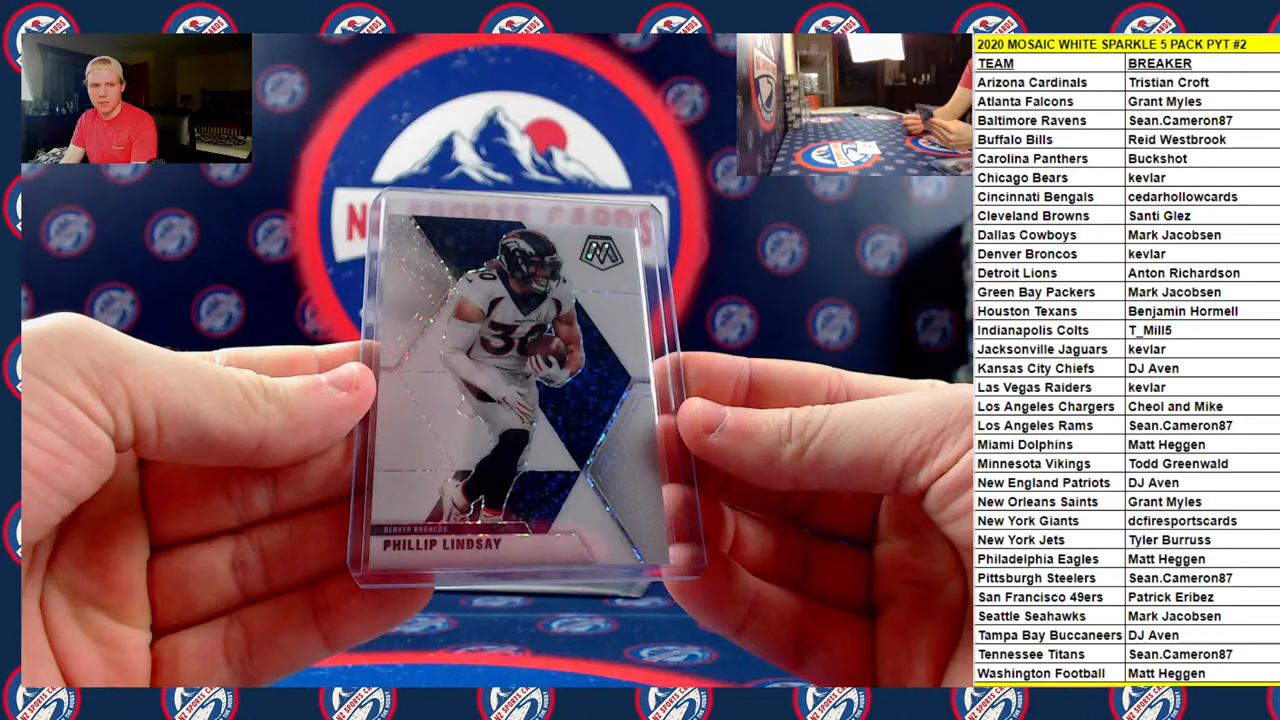 2020 MOSAIC WHITE SPARKLE 5 PACK PYT #2
TEAM BREAKER
Arizona Cardinals Tristian Croft
Atlanta Falcons Grant Myles
Baltimore Ravens Sean.Cameron87
Buffalo Bills Reid Westbrook
Carolina Panthers Buckshot
Chicago Bears kevlar
Cincinnati Bengals cedarhollowcards
Cleveland Browns Santi Glez
Dallas Cowboys Mark Jacobsen
Denver Broncos kevlar
Detroit Lions Anton Richardson
Green Bay Packers Mark Jacobsen
Houston Texans Benjamin Hormell
Indianapolis Colts T_Mill5
Jacksonville Jaguars kevlar
Kansas City Chiefs DJ Aven
Las Vegas Raiders kevlar
Los Angeles Chargers Cheol and Mike
Los Angeles Rams Sean.Cameron87
Miami Dolphins Matt Heggen
Minnesota Vikings Todd Greenwald
New England Patriots DJ Aven
New Orleans Saints Grant Myles
New York Giants dcfiresportscards
New York Jets Tyler Burruss
Philadelphia Eagles Matt Heggen
Pittsburgh Steelers Sean.Cameron87
San Francisco 49ers Patrick Eribez
Seattle Seahawks Mark Jacobsen
Tampa Bay Buccaneers DJ Aven
Tennessee Titans Sean.Cameron87
Washington Football Matt Heggen
NZ SPORTS CARDS
M
30
DENVER BRONCOS
PHILLIP LINDSAY